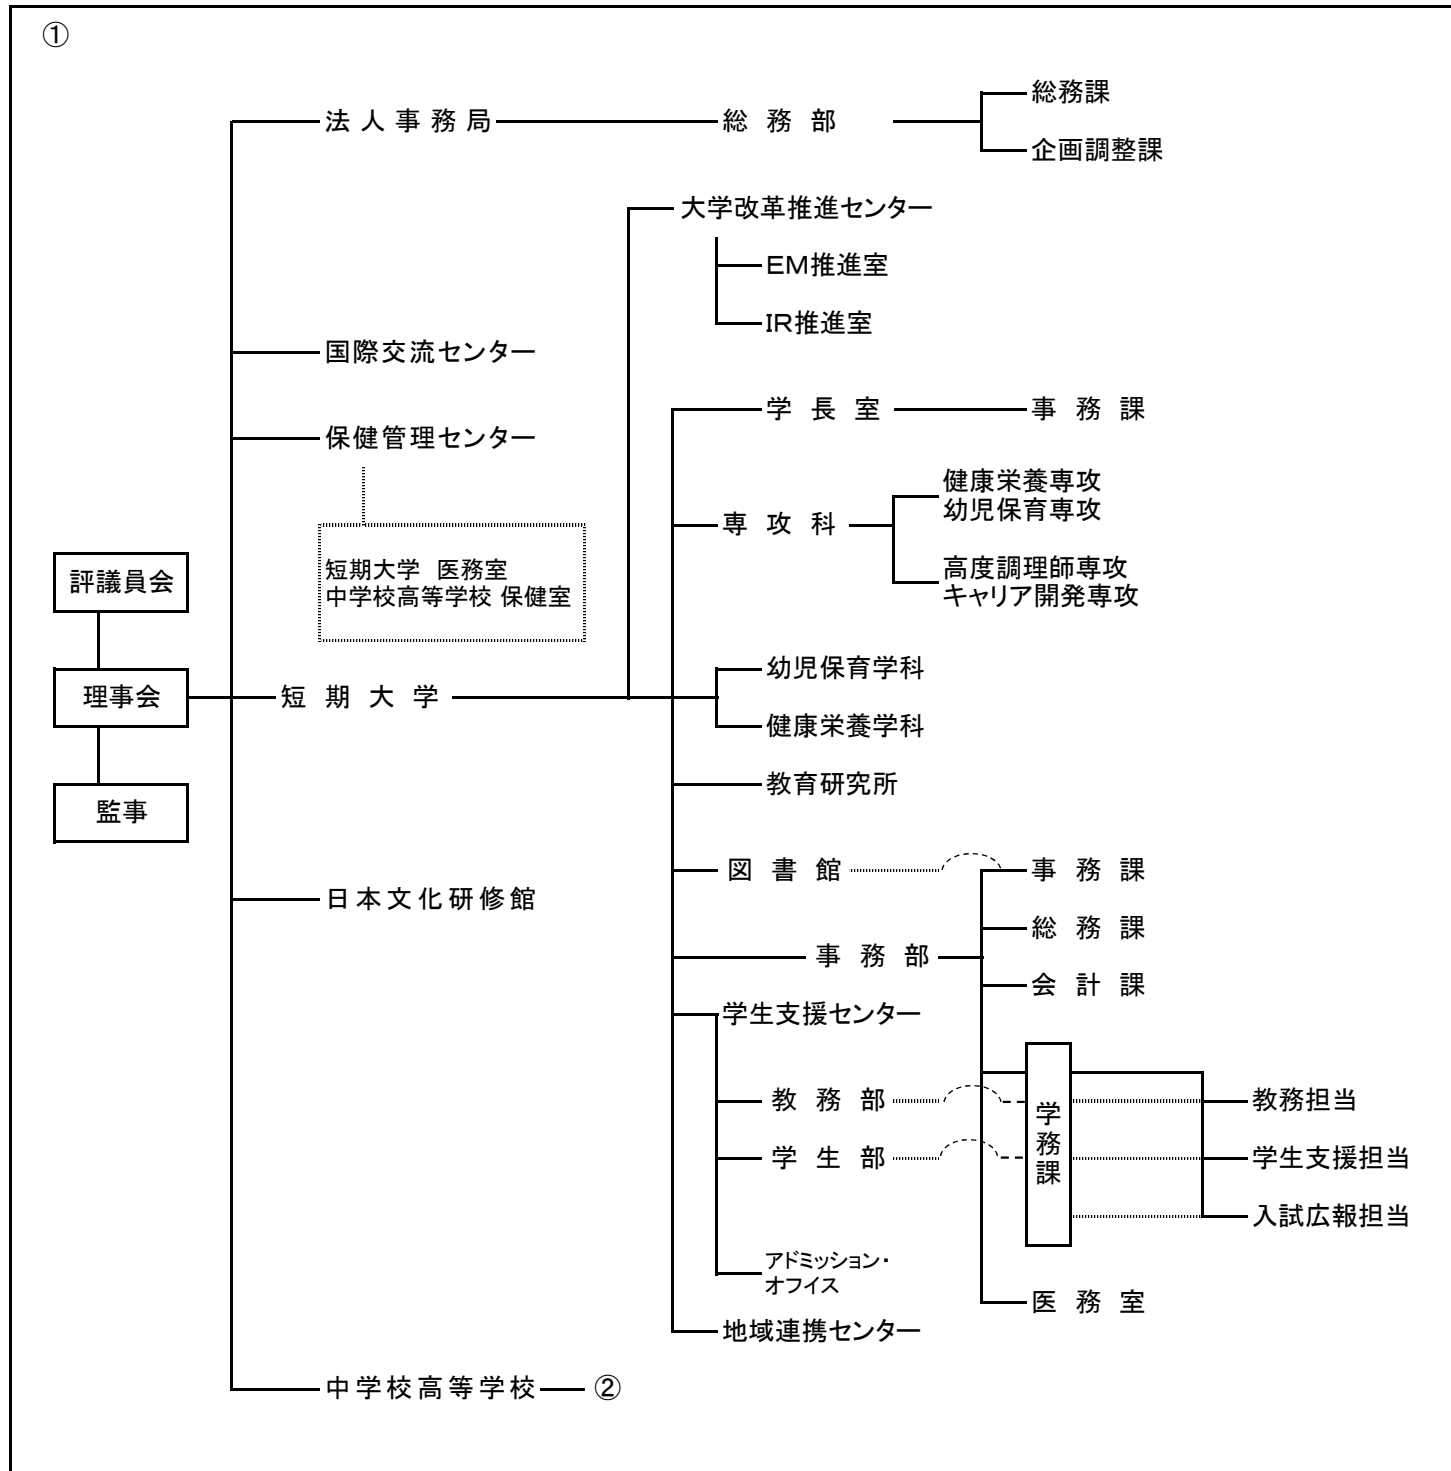 ①
法人事務局
総務部
総務課
企画調整課
大学改革推進センター
EM推進室
IR推進室
国際交流センター
学長室
事務課
保健管理センター
健康栄養専攻
幼児保育専攻
専攻科
短期大学 医務室
中学校高等学校 保健室
高度調理師専攻
キャリア開発専攻
評議員会
幼児保育学科
理事会
短期大学
健康栄養学科
教育研究所
監事
図書館
事務課
日本文化研修館
総務課
事務部
会計課
学生支援センター
学務課
教務部
教務担当
学生部
学生支援担当
入試広報担当
アドミッション・
オフイス
医務室
地域連携センター
中学校高等学校
②